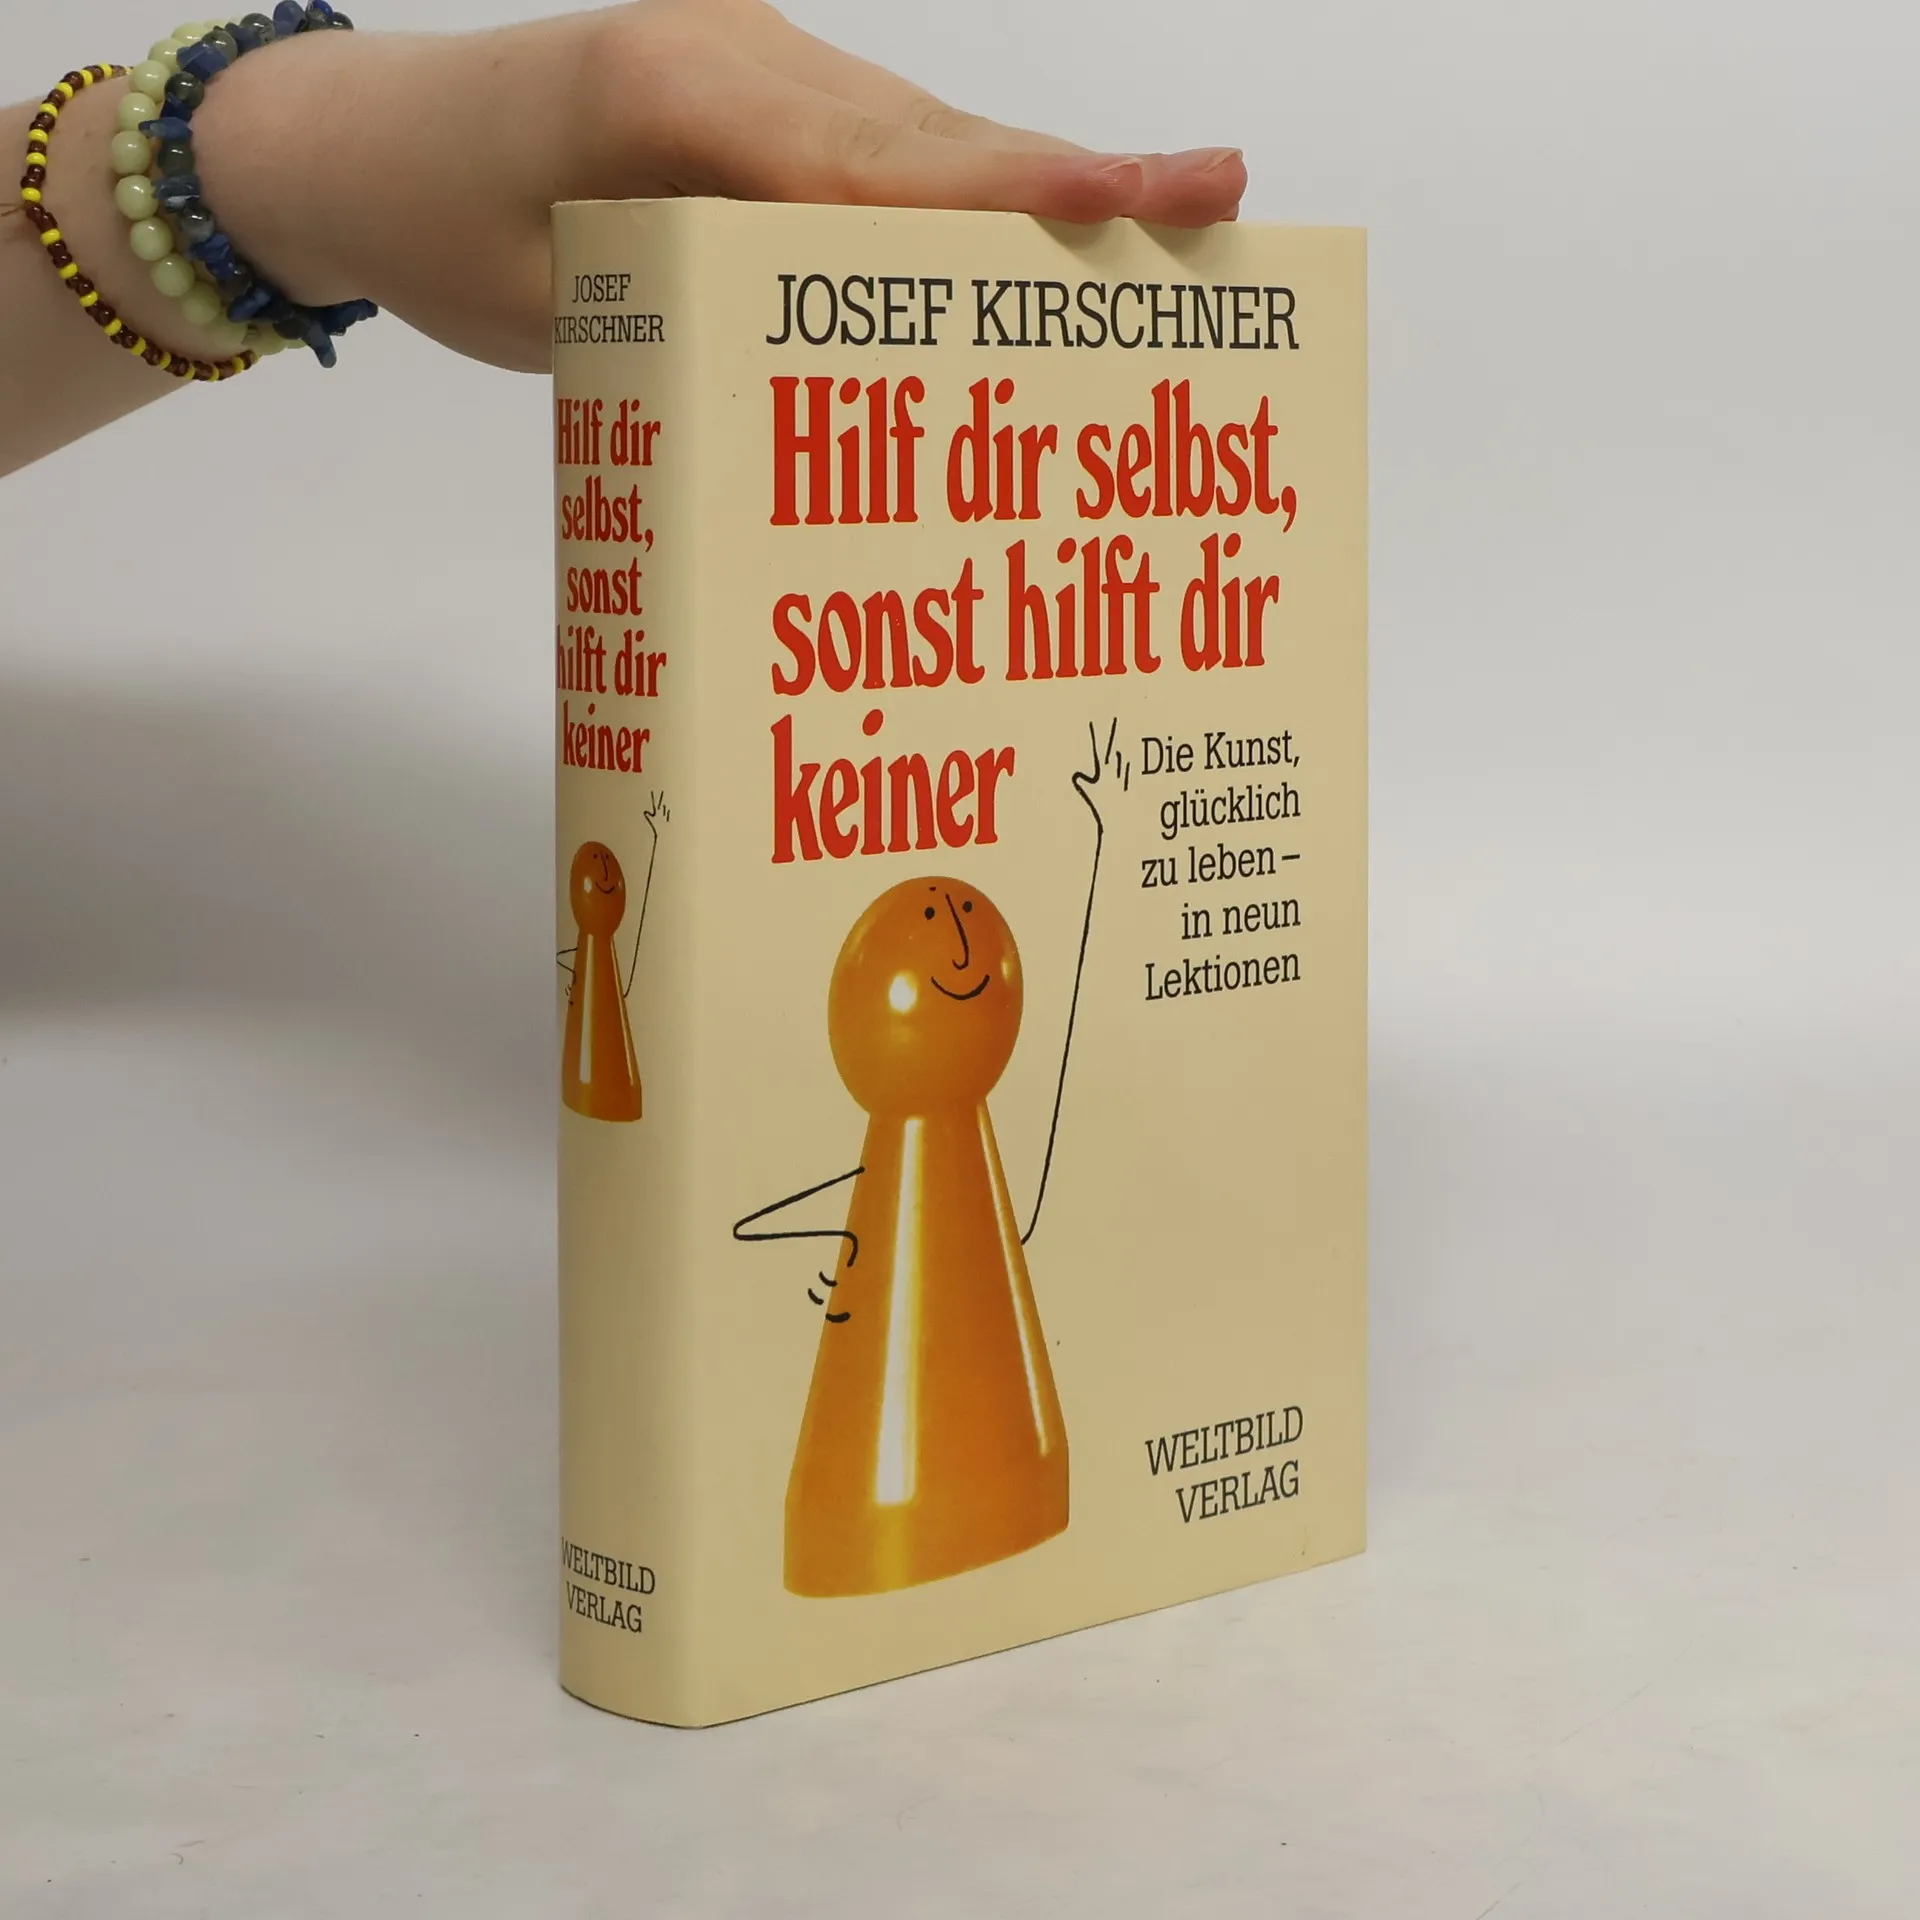 JOSEF
KIRSCHNER
Hilf dir
selbst,
sonst
hilft dir
keiner
WELTBILD
VERLAG
JOSEF KIRSCHNER
Hilf dir selbst,
sonst hilft dir
keiner
Die Kunst,
glücklich
zu leben –
in neun
Lektionen
WELTBILD
VERLAG